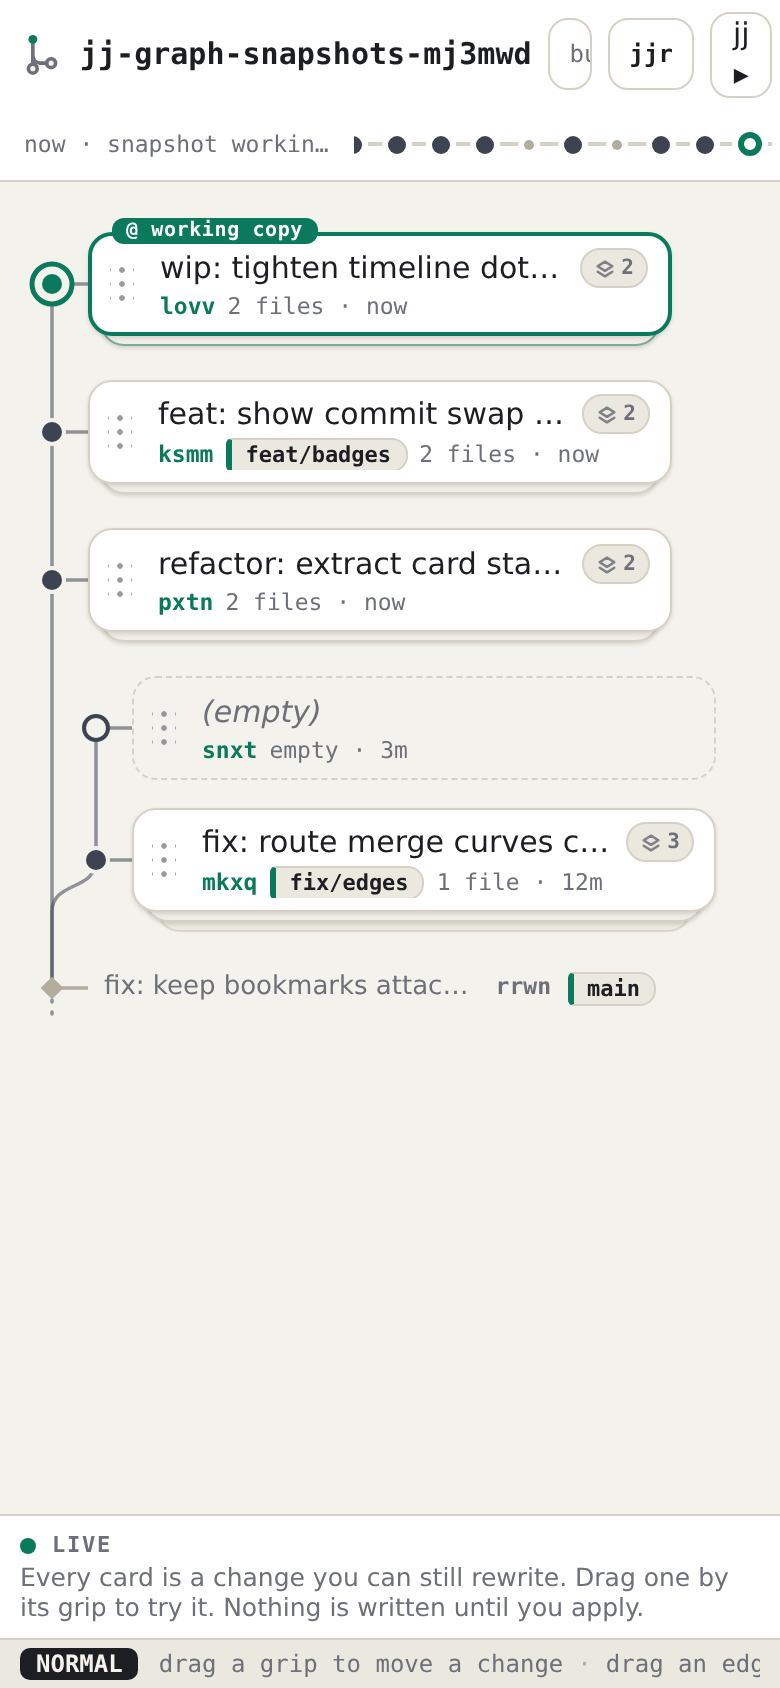 jj-graph-snapshots-mj3mwd bu jjr jj ▶
now · snapshot workin…
@ working copy
wip: tighten timeline dot… 2
lovv 2 files · now
feat: show commit swap … 2
ksmm feat/badges 2 files · now
refactor: extract card sta… 2
pxtn 2 files · now
(empty)
snxt empty · 3m
fix: route merge curves c… 3
mkxq fix/edges 1 file · 12m
fix: keep bookmarks attac… rrwn main
LIVE
Every card is a change you can still rewrite. Drag one by
its grip to try it. Nothing is written until you apply.
NORMAL drag a grip to move a change · drag an edg